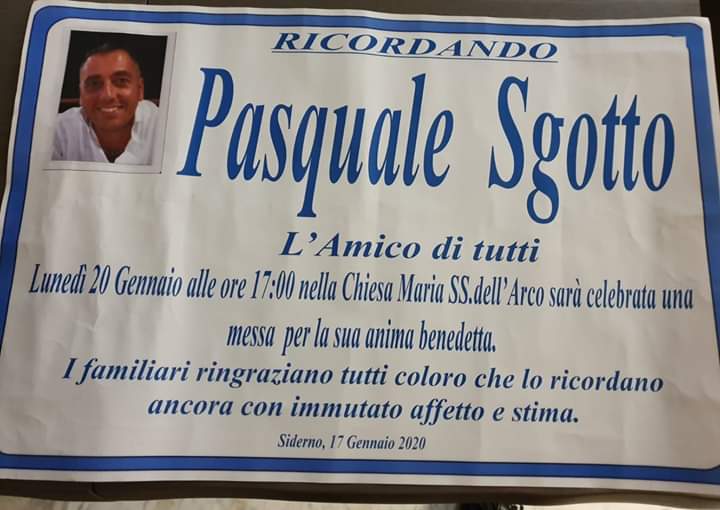 RICORDANDO
Pasquale Sgotto
L'Amico di tutti
Lunedì 20 Gennaio alle ore 17:00 nella Chiesa Maria SS.dell'Arco sarà celebrata una
messa per la sua anima benedetta.
I familiari ringraziano tutti coloro che lo ricordano
ancora con immutato affetto e stima.
Siderno, 17 Gennaio 2020